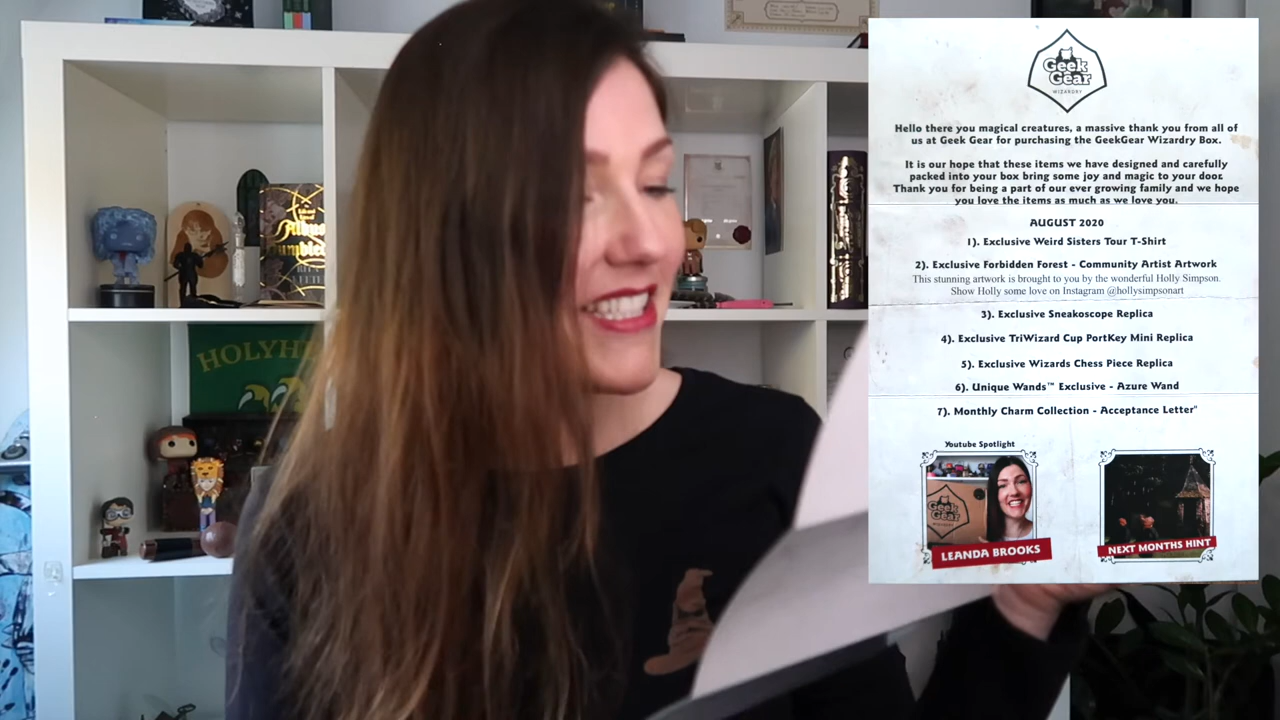 Geek
Gear
WIZARDRY
Hello there you magical creatures, a massive thank you from all of
us at Geek Gear for purchasing the GeekGear Wizardry Box.
It is our hope that these items we have designed and carefully
packed into your box bring some joy and magic to your door.
Thank you for being a part of our ever growing family and we hope
you love the items as much as we love you.
AUGUST 2020
1). Exclusive Weird Sisters Tour T-Shirt
2). Exclusive Forbidden Forest - Community Artist Artwork
This stunning artwork is brought to you by the wonderful Holly Simpson.
Show Holly some love on Instagram @hollysimpsonart
3). Exclusive Sneakoscope Replica
4). Exclusive TriWizard Cup PortKey Mini Replica
5). Exclusive Wizards Chess Piece Replica
6). Unique Wands™ Exclusive - Azure Wand
7). Monthly Charm Collection - Acceptance Letter"
Youtube Spotlight
Geek
Gear
LEANDA BROOKS
NEXT MONTHS HINT
HOLYHE